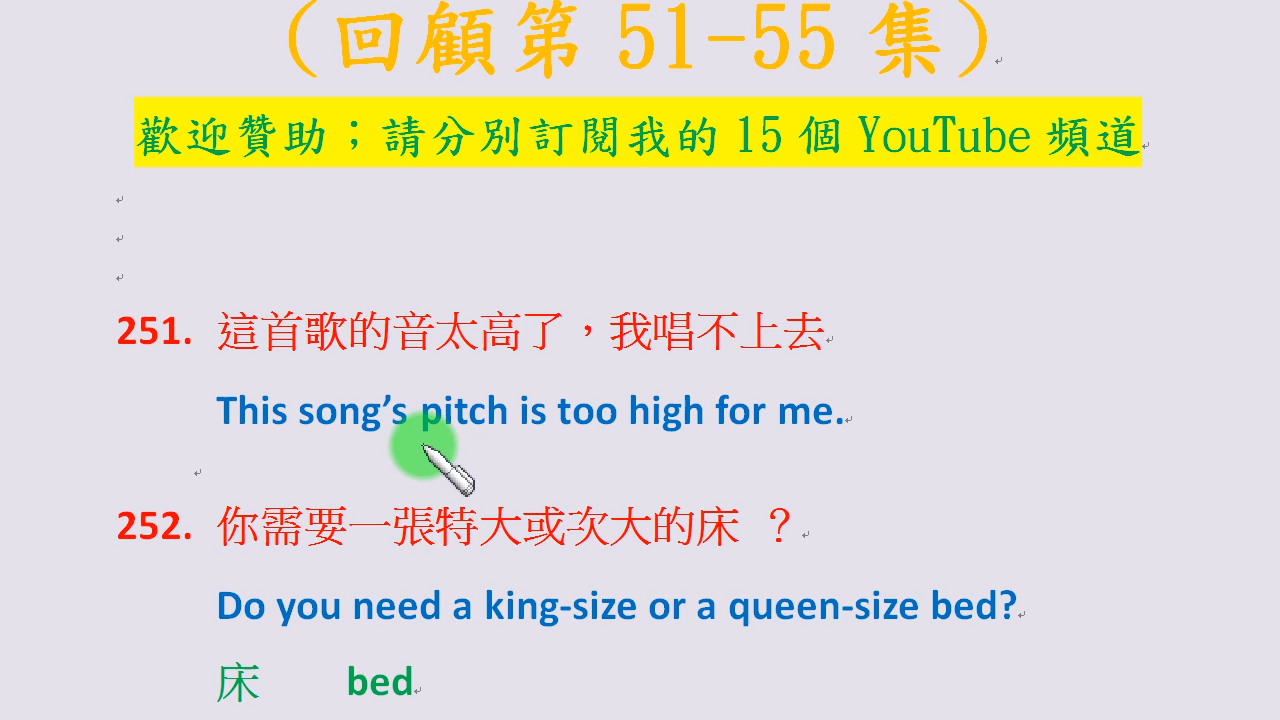 (回顧第 51-55 集)
歡迎贊助；請分別訂閱我的 15 個 YouTube 頻道
251. 這首歌的音太高了，我唱不上去
This song’s pitch is too high for me.
252. 你需要一張特大或次大的床 ？
Do you need a king-size or a queen-size bed?
床 bed